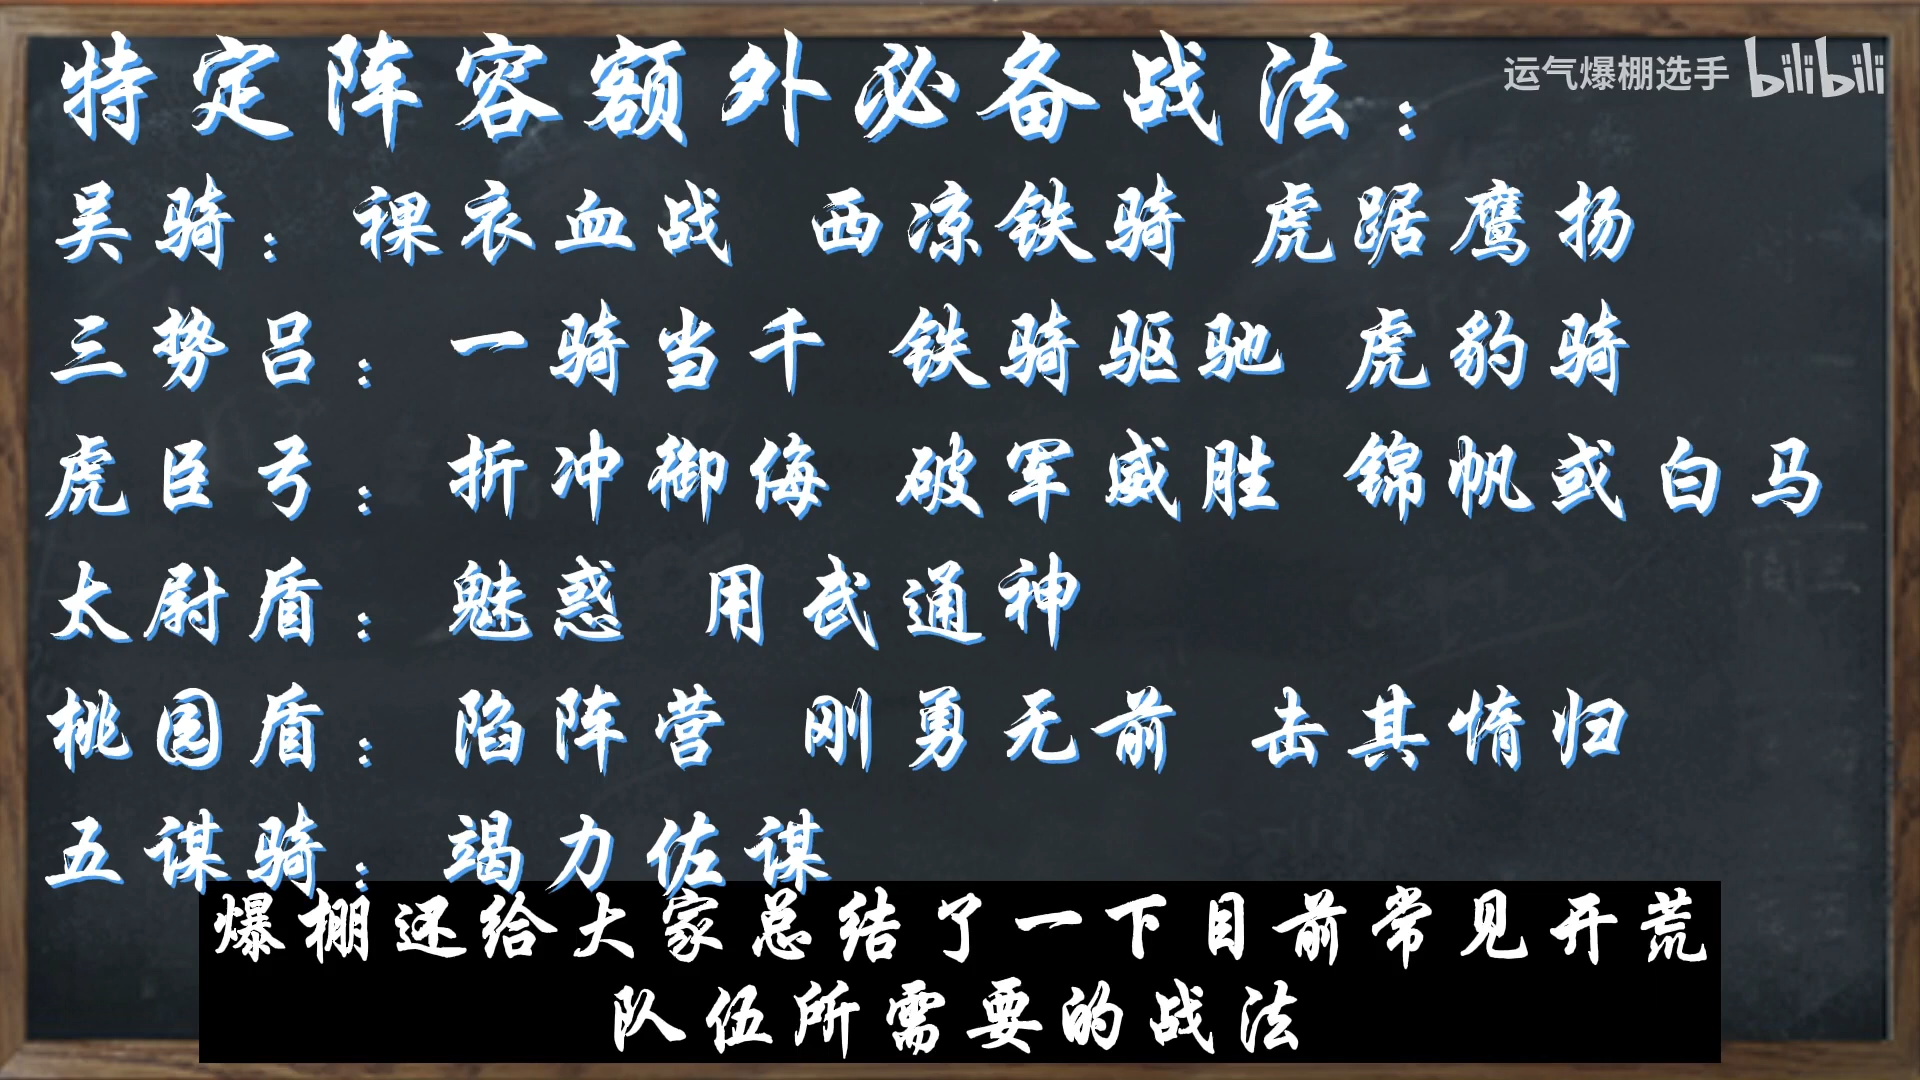 特定阵容额外必备战法：
运气爆棚选手 bilibili
吴骑：裸衣血战 西凉铁骑 虎踞鹰扬
三势吕：一骑当千 铁骑驱驰 虎豹骑
虎臣弓：折冲御侮 破军威胜 锦帆或白马
太尉盾：魅惑 用武通神
桃园盾：陷阵营 刚勇无前 击其惰归
五谋骑：竭力佐谋
爆棚还给大家总结了一下目前常见开荒
队伍所需要的战法